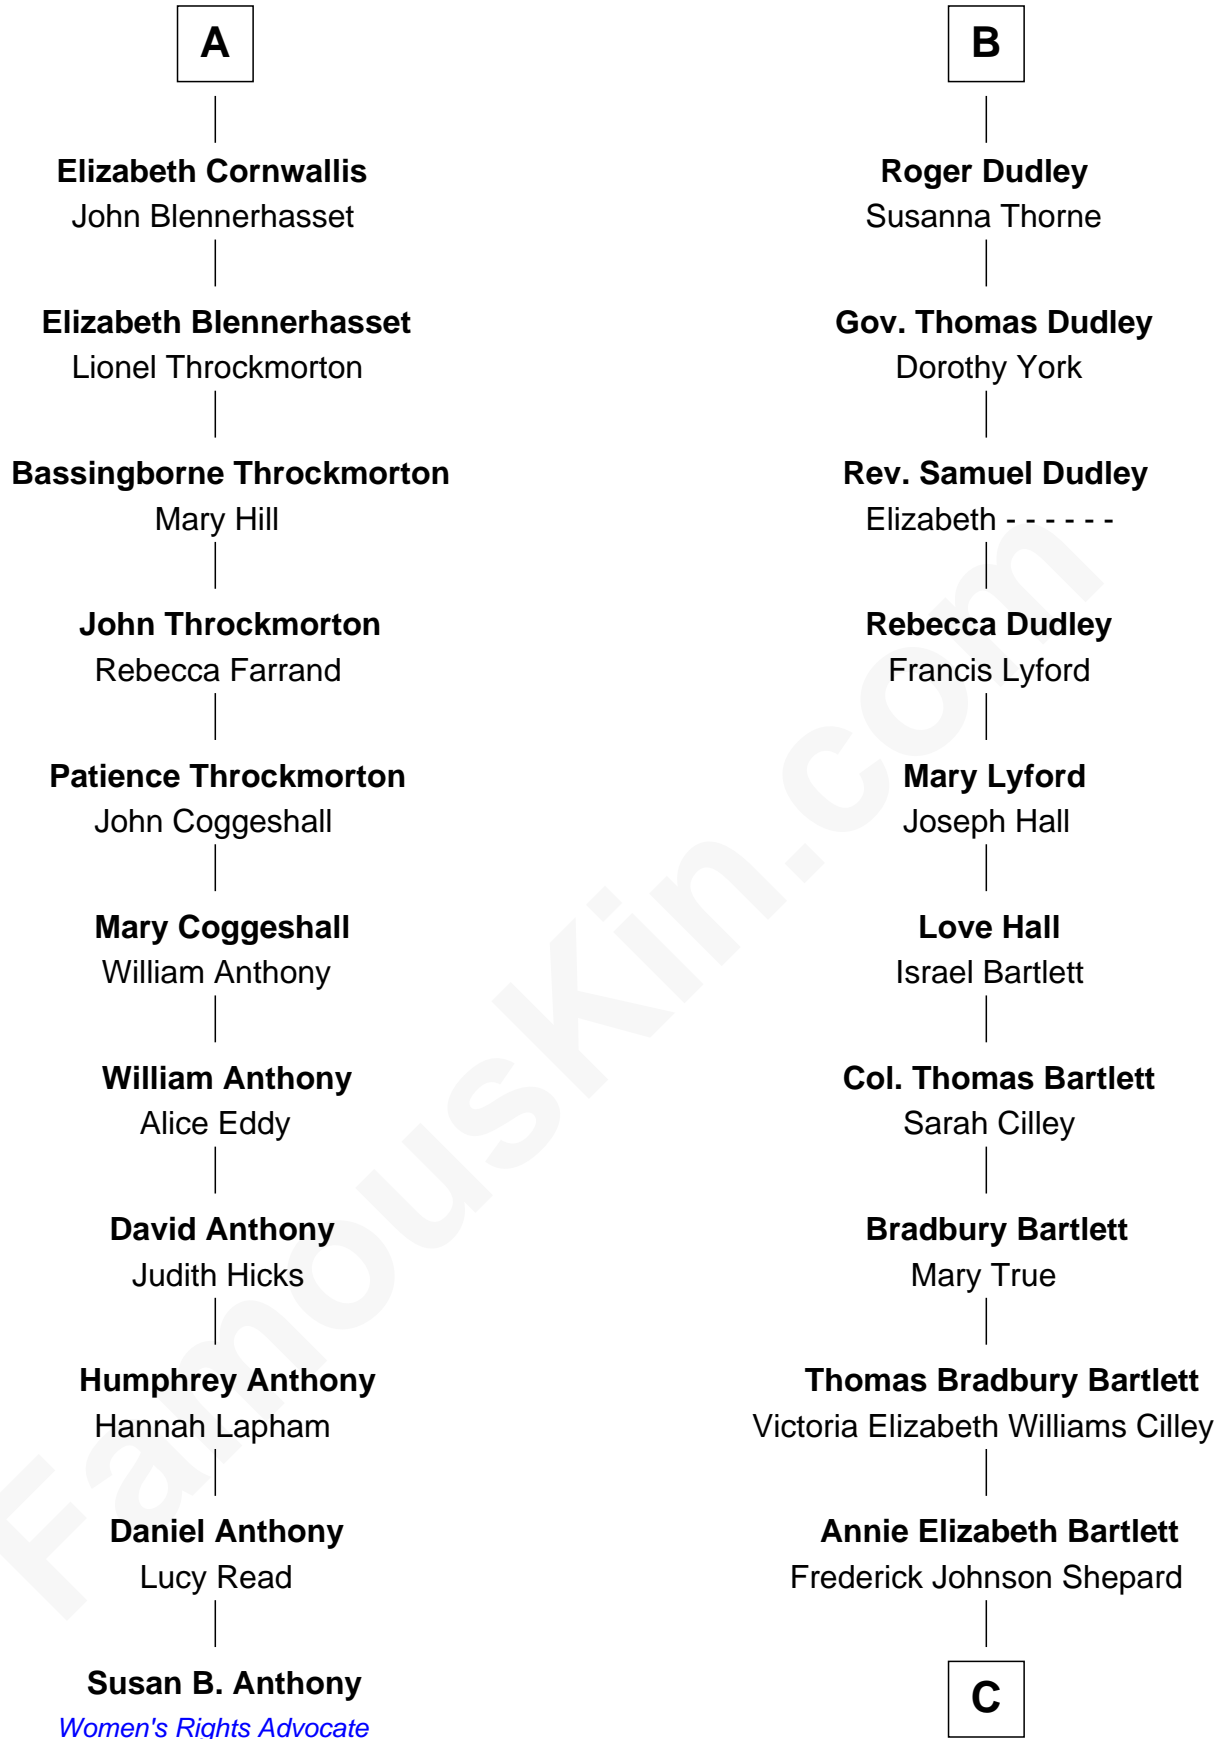 A
Elizabeth Cornwallis
John Blennerhasset
Elizabeth Blennerhasset
Lionel Throckmorton
Bassingborne Throckmorton
Mary Hill
John Throckmorton
Rebecca Farrand
Patience Throckmorton
John Coggeshall
Mary Coggeshall
William Anthony
William Anthony
Alice Eddy
David Anthony
Judith Hicks
Humphrey Anthony
Hannah Lapham
Daniel Anthony
Lucy Read
Susan B. Anthony
Women's Rights Advocate
B
Roger Dudley
Susanna Thorne
Gov. Thomas Dudley
Dorothy York
Rev. Samuel Dudley
Elizabeth - - - - - -
Rebecca Dudley
Francis Lyford
Mary Lyford
Joseph Hall
Love Hall
Israel Bartlett
Col. Thomas Bartlett
Sarah Cilley
Bradbury Bartlett
Mary True
Thomas Bradbury Bartlett
Victoria Elizabeth Williams Cilley
Annie Elizabeth Bartlett
Frederick Johnson Shepard
C
FamousKin.com